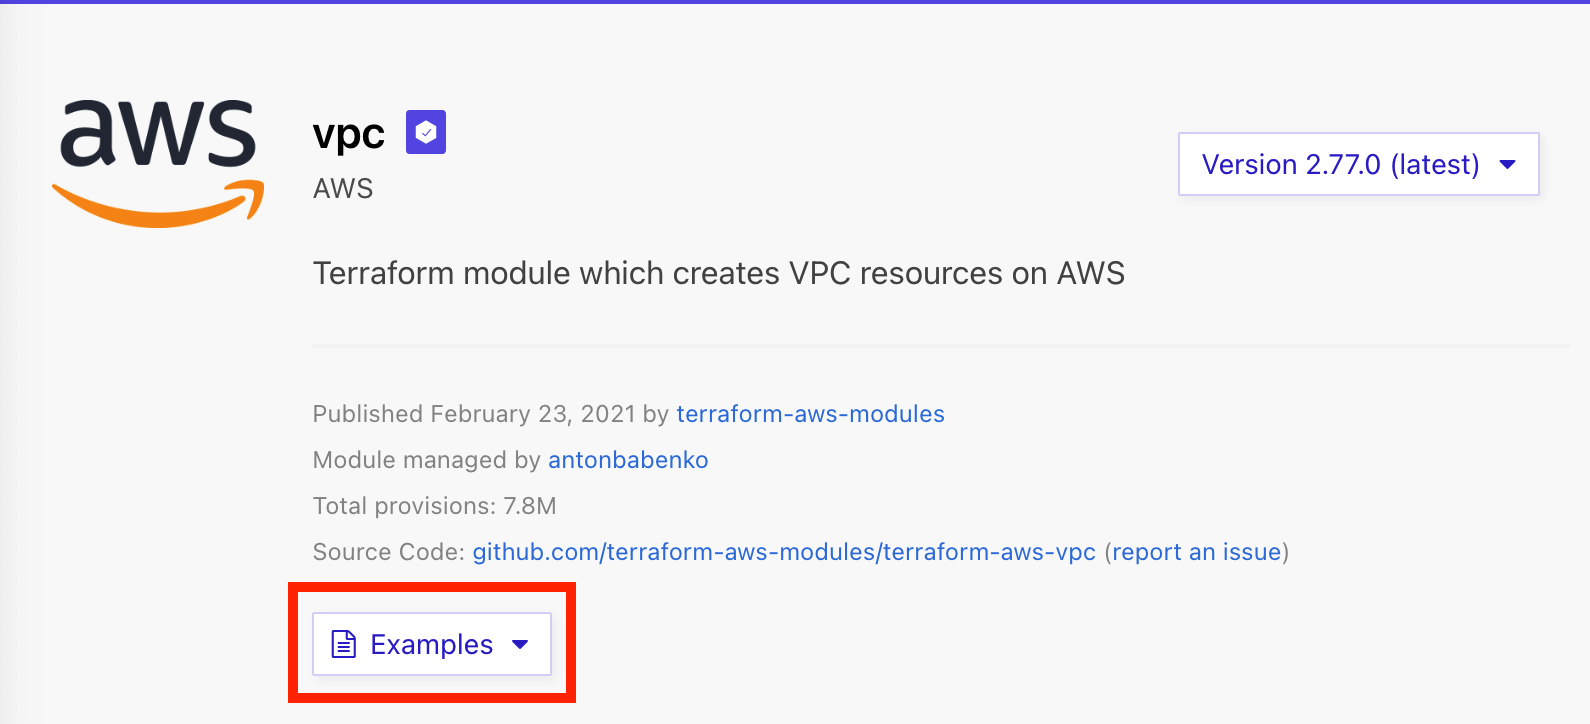 aws
vpc
AWS
Version 2.77.0 (latest)
Terraform module which creates VPC resources on AWS
Published February 23, 2021 by terraform-aws-modules
Module managed by antonbabenko
Total provisions: 7.8M
Source Code: github.com/terraform-aws-modules/terraform-aws-vpc (report an issue)
Examples